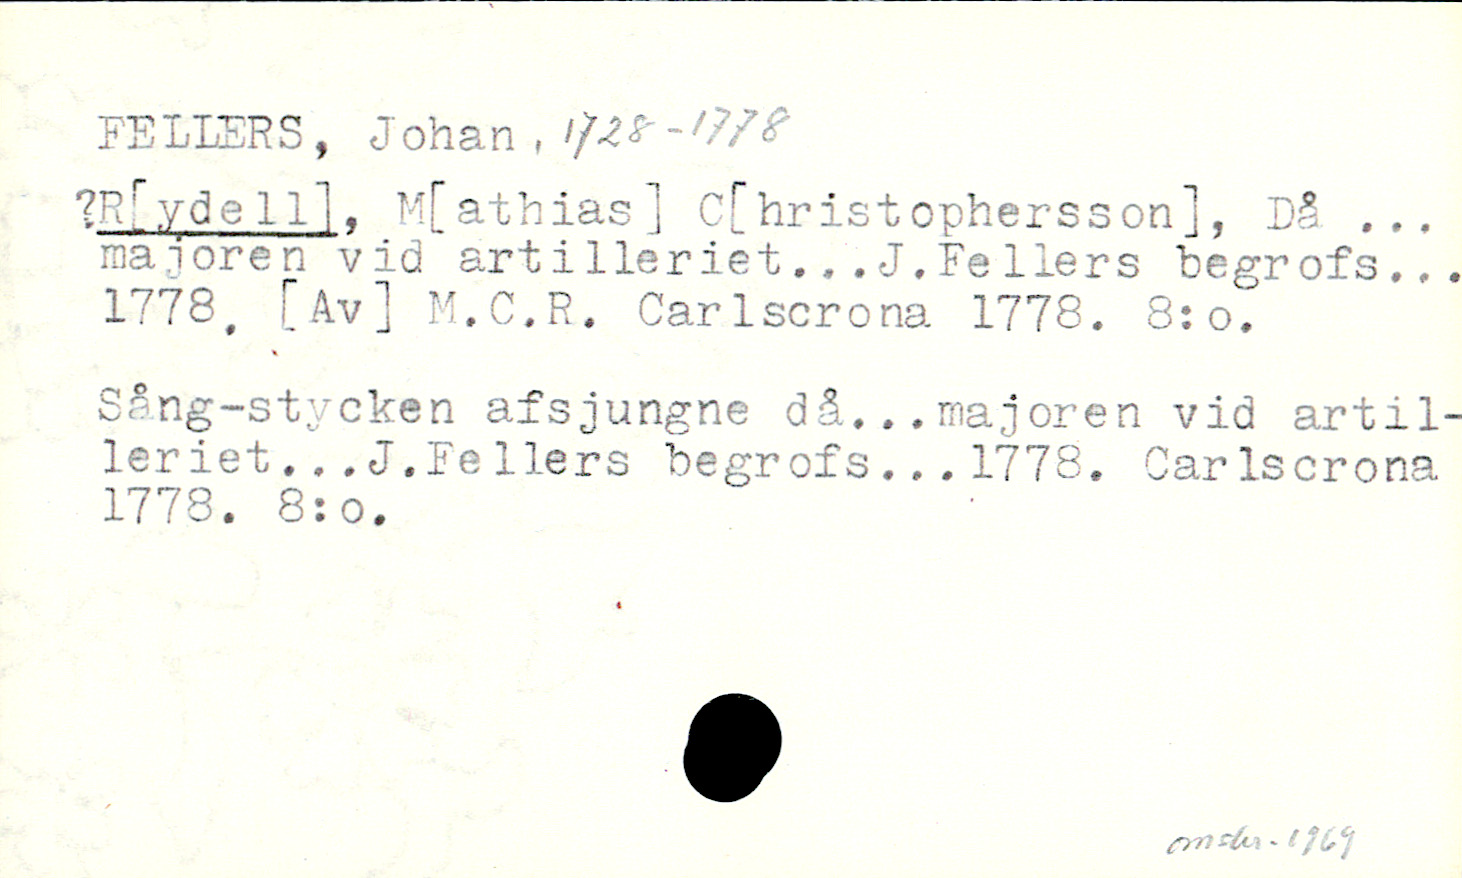 FELLERS, Johan, 1728-1778
?R[ydell], M[athias] C[hristophersson], Då ...
majoren vid artilleriet...J.Fellers begrofs...
1778. [Av] M.C.R. Carlscrona 1778. 8:o.
Sång-stycken afsjungne då...majoren vid artil-
leriet...J.Fellers begrofs...1778. Carlscrona
1778. 8:o.
1969